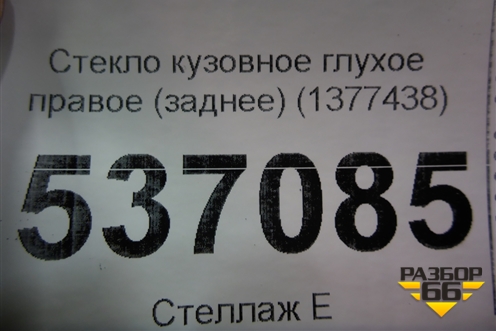 Стекло кузовное глухое
правое (заднее) (1377438)
537085
Стеллаж Е
РАЗБОР
66